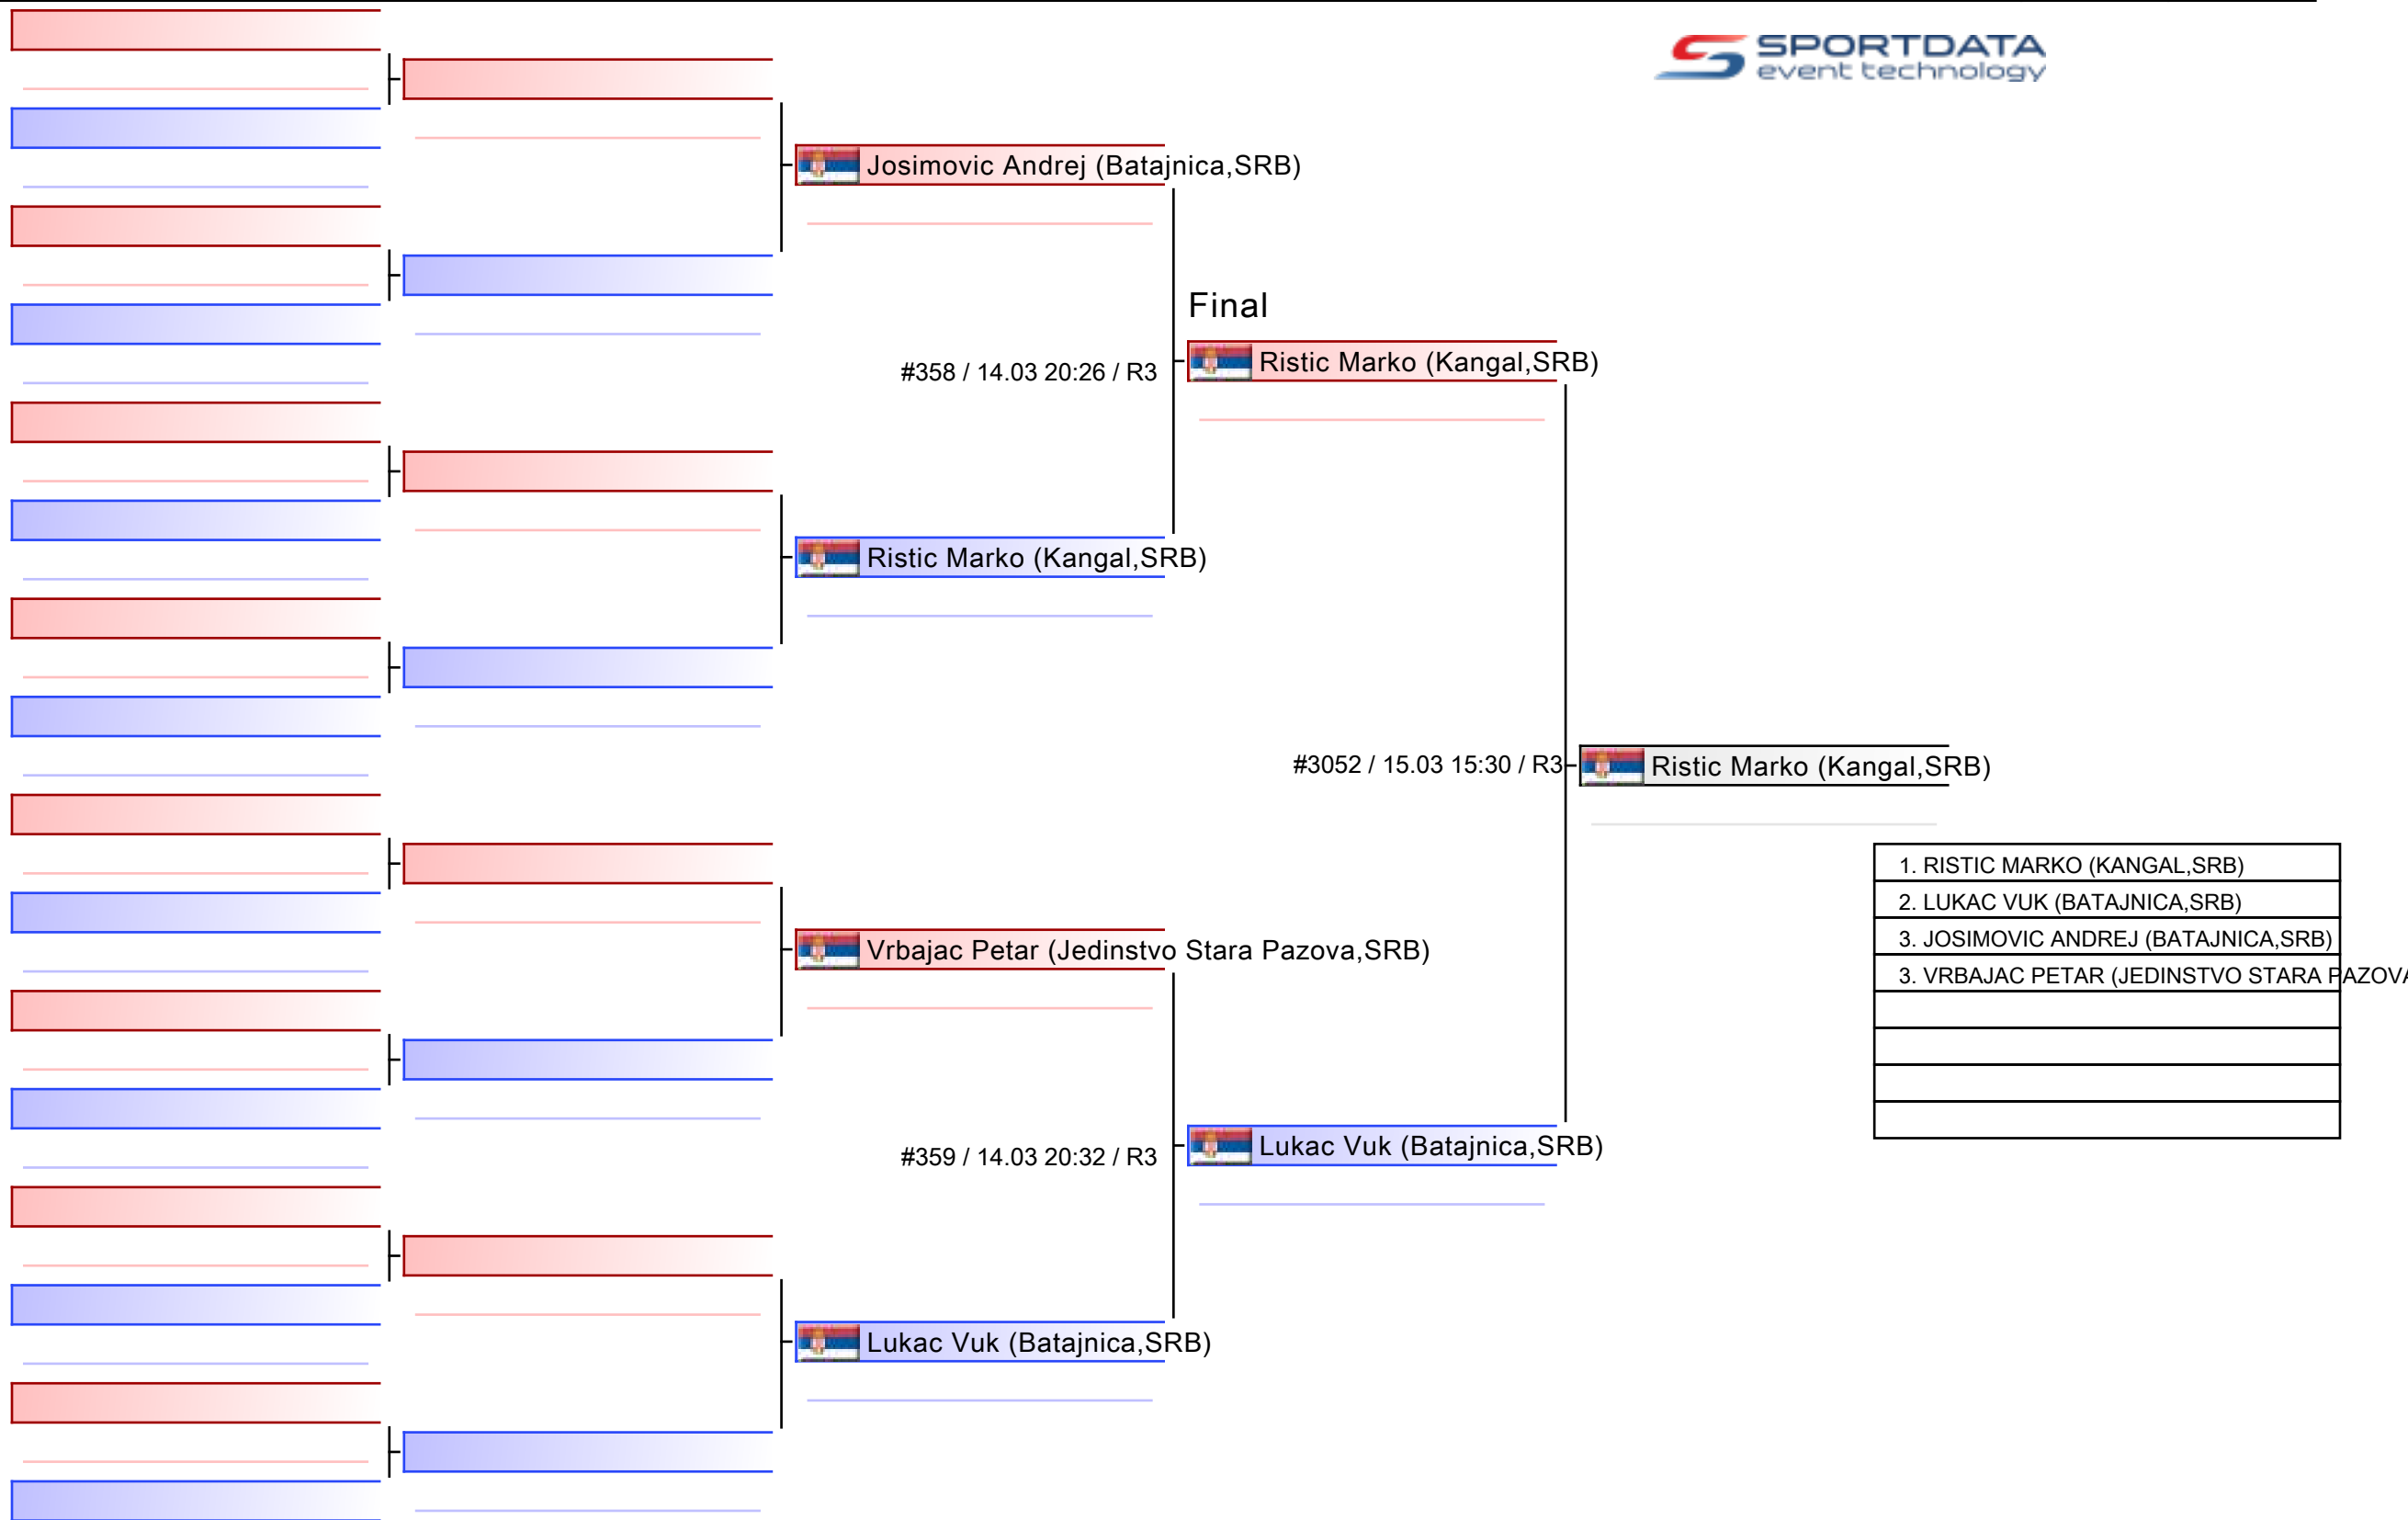 SPORTDATA
event technology
Josimovic Andrej (Batajnica,SRB)
Final
#358 / 14.03 20:26 / R3
Ristic Marko (Kangal,SRB)
Ristic Marko (Kangal,SRB)
#3052 / 15.03 15:30 / R3
Ristic Marko (Kangal,SRB)
1. RISTIC MARKO (KANGAL,SRB)
2. LUKAC VUK (BATAJNICA,SRB)
3. JOSIMOVIC ANDREJ (BATAJNICA,SRB)
3. VRBAJAC PETAR (JEDINSTVO STARA PAZOVA
Vrbajac Petar (Jedinstvo Stara Pazova,SRB)
#359 / 14.03 20:32 / R3
Lukac Vuk (Batajnica,SRB)
Lukac Vuk (Batajnica,SRB)